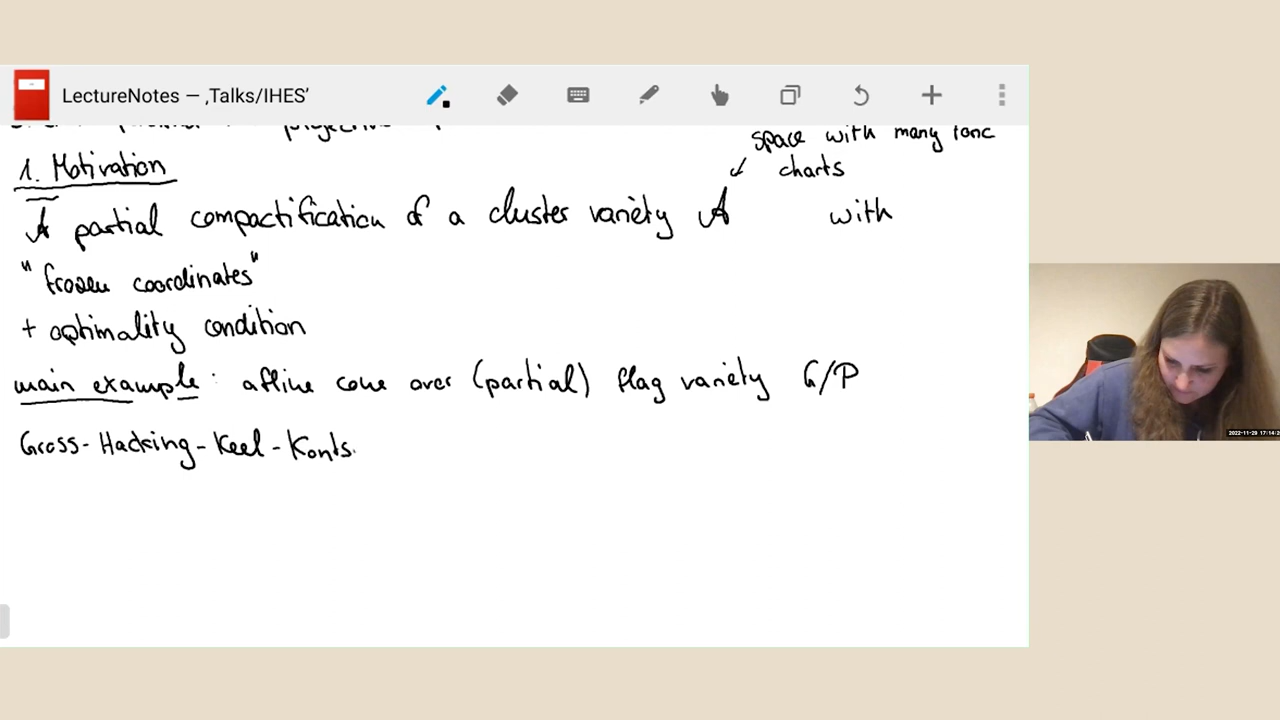 LectureNotes – ‚Talks/IHES'
projective
space with many toric
charts
1. Motivation
A partial compactification of a cluster variety A with
"frozen coordinates"
+ optimality condition
main example: affine cone over (partial) flag variety G/P
Gross-Hacking-Keel-Konts.